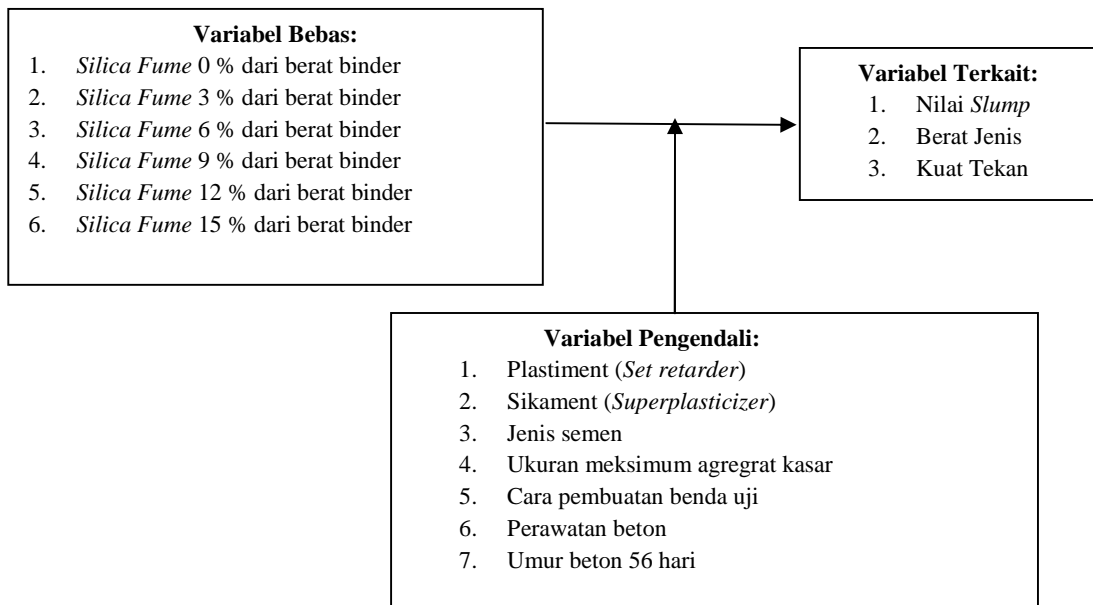 Variabel Bebas:
1. Silica Fume 0 % dari berat binder
2. Silica Fume 3 % dari berat binder
3. Silica Fume 6 % dari berat binder
4. Silica Fume 9 % dari berat binder
5. Silica Fume 12 % dari berat binder
6. Silica Fume 15 % dari berat binder
Variabel Terkait:
1. Nilai Slump
2. Berat Jenis
3. Kuat Tekan
Variabel Pengendali:
1. Plastiment (Set retarder)
2. Sikament (Superplasticizer)
3. Jenis semen
4. Ukuran meksimum agregrat kasar
5. Cara pembuatan benda uji
6. Perawatan beton
7. Umur beton 56 hari